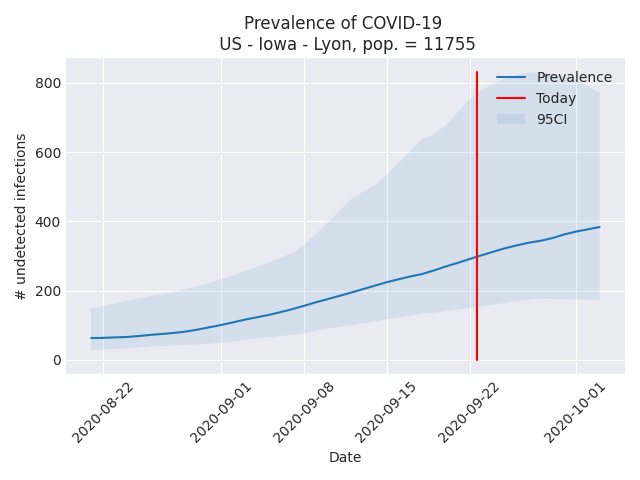 Prevalence of COVID-19
US - Iowa - Lyon, pop. = 11755
Prevalence
Today
95CI
# undetected infections
800
600
400
200
0
2020-08-22
2020-09-01
2020-09-08
2020-09-15
2020-09-22
2020-10-01
Date